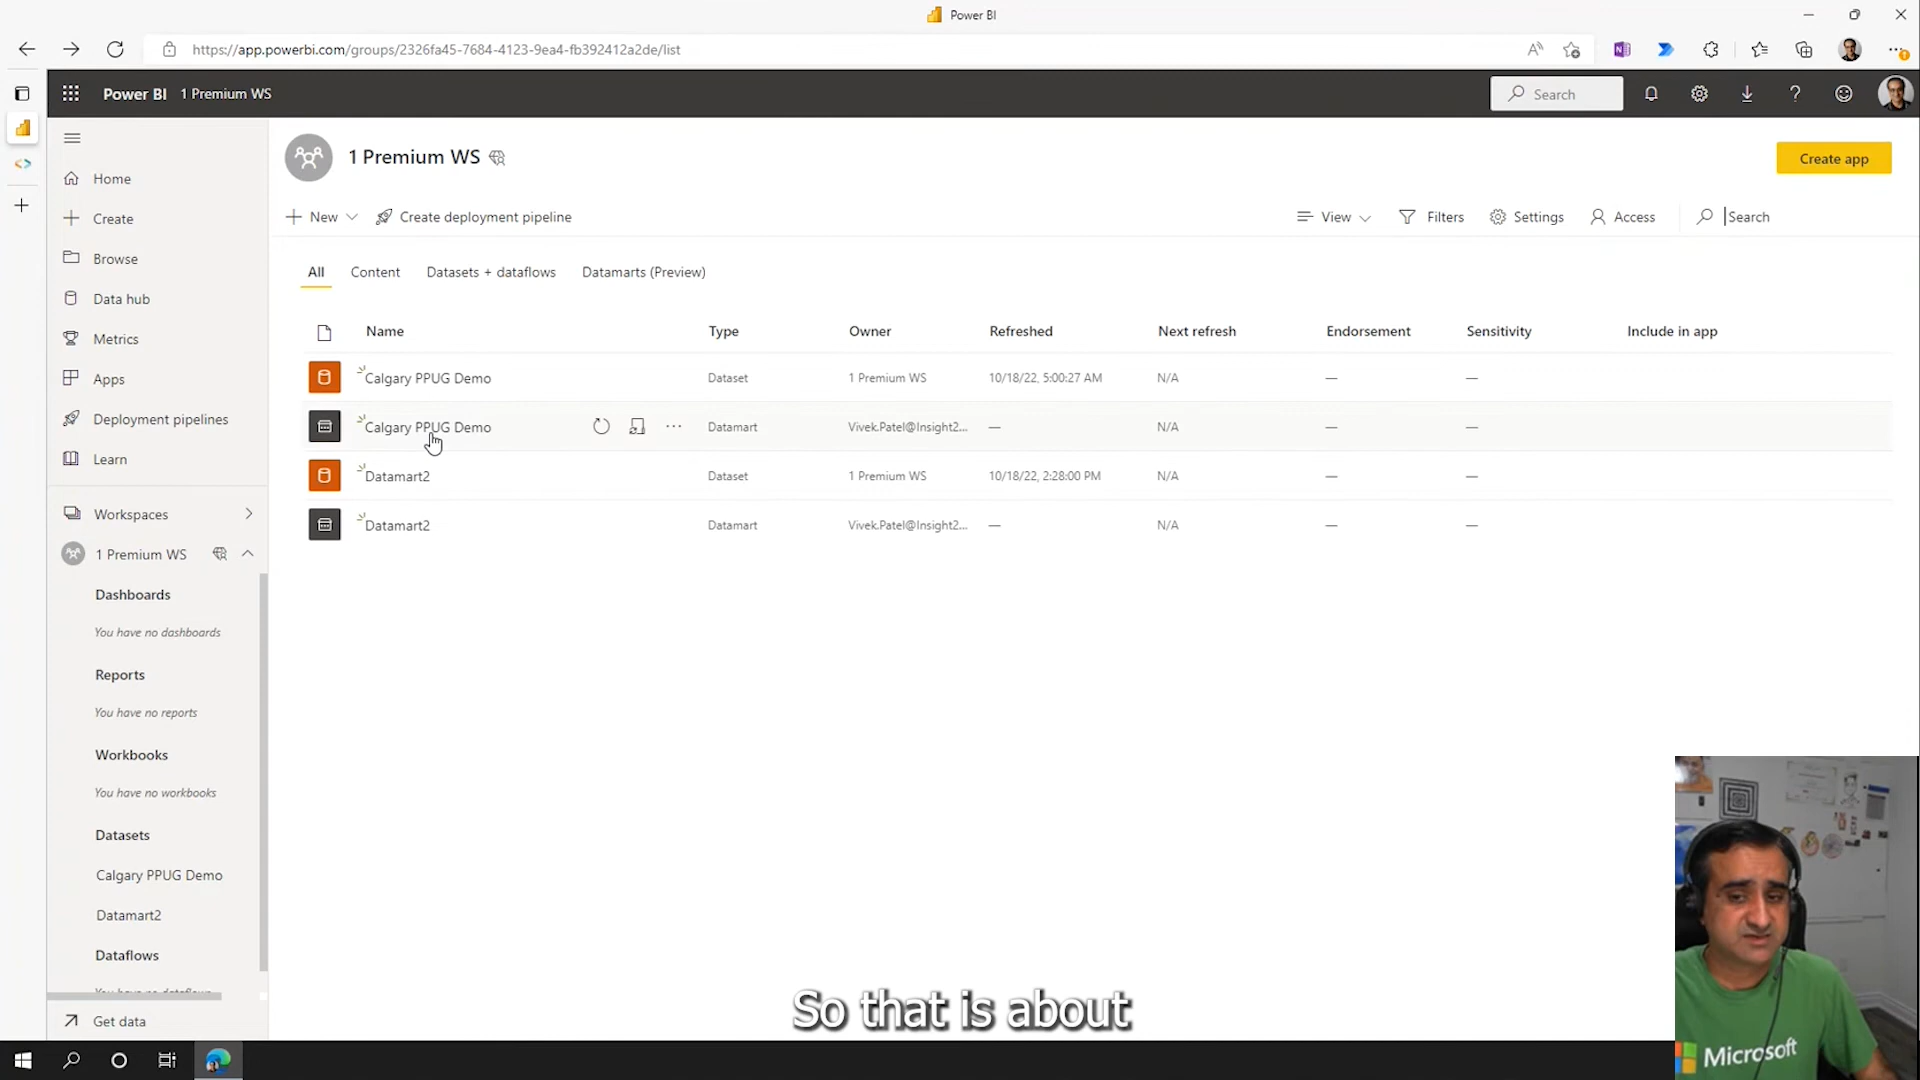 Power BI
https://app.powerbi.com/groups/2326fa45-7684-4123-9ea4-fb392412a2de/list
Power BI 1 Premium WS
Search
1 Premium WS
Create app
New
Create deployment pipeline
View
Filters
Settings
Access
Search
Home
Create
Browse
Data hub
Metrics
Apps
Deployment pipelines
Learn
Workspaces
1 Premium WS
Dashboards
You have no dashboards
Reports
You have no reports
Workbooks
You have no workbooks
Datasets
Calgary PPUG Demo
Datamart2
Dataflows
Get data
All Content Datasets + dataflows Datamarts (Preview)
Name Type Owner Refreshed Next refresh Endorsement Sensitivity Include in app
Calgary PPUG Demo Dataset 1 Premium WS 10/18/22, 5:00:27 AM N/A — —
Calgary PPUG Demo Datamart Vivek.Patel@Insight2... — N/A — —
Datamart2 Dataset 1 Premium WS 10/18/22, 2:28:00 PM N/A — —
Datamart2 Datamart Vivek.Patel@Insight2... — N/A — —
So that is about
Microsoft